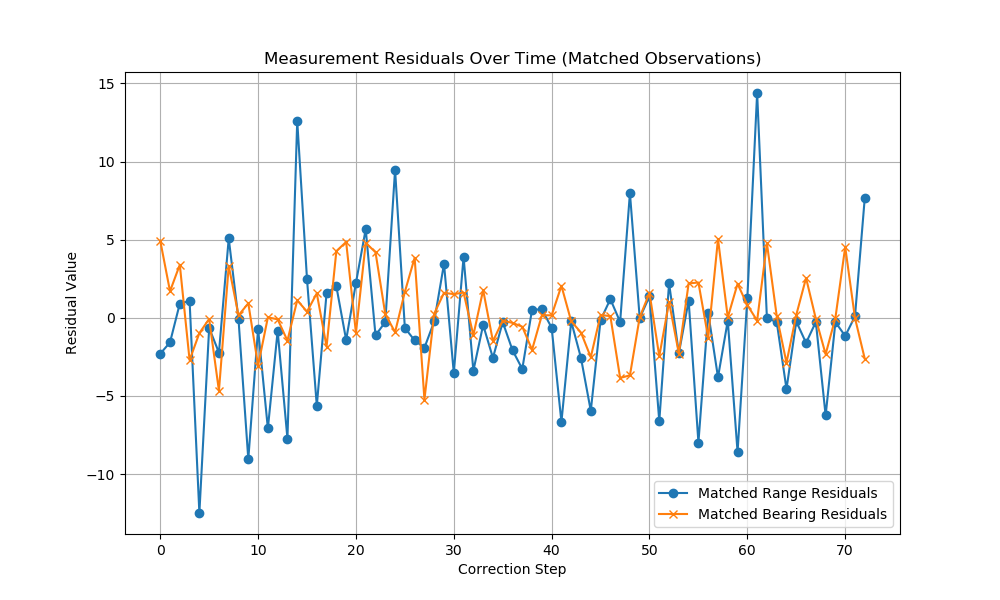 Measurement Residuals Over Time (Matched Observations)
15
10
5
0
−5
−10
Residual Value
0 10 20 30 40 50 60 70
Correction Step
Matched Range Residuals
Matched Bearing Residuals